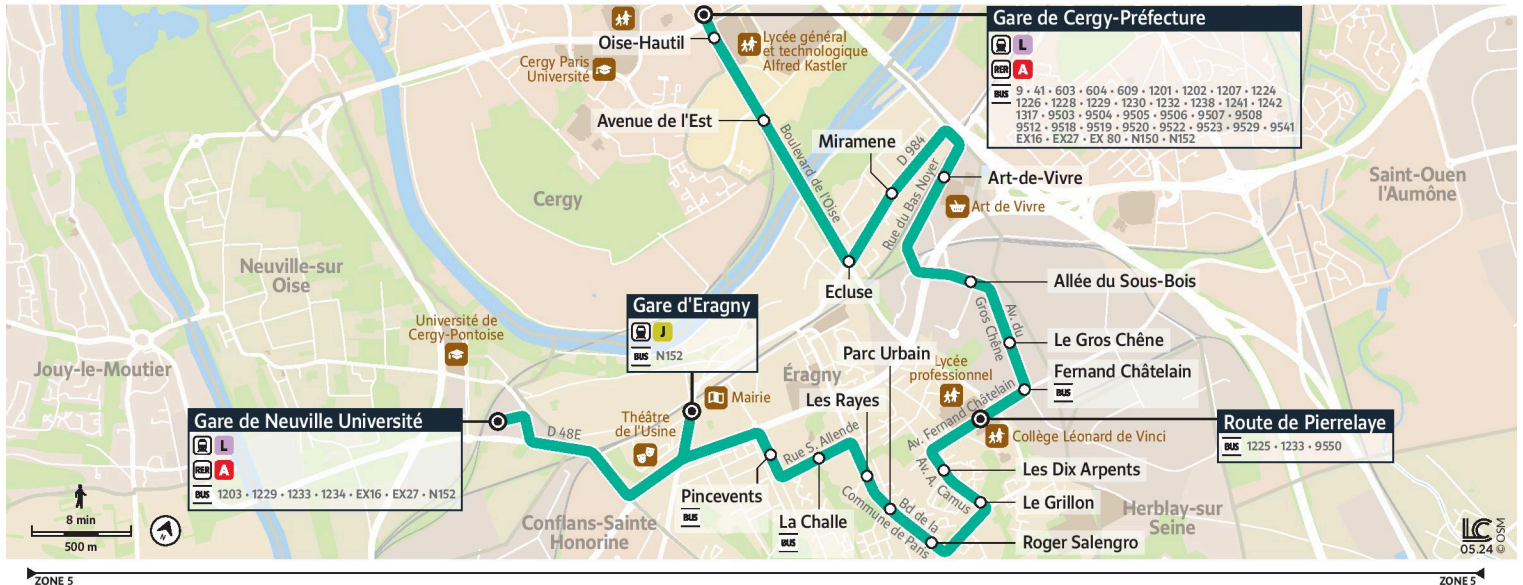 Gare de Cergy-Préfecture
L
RER A
BUS 9 • 41 • 603 • 604 • 609 • 1201 • 1202 • 1207 • 1224
1226 • 1228 • 1229 • 1230 • 1232 • 1238 • 1241 • 1242
1317 • 9503 • 9504 • 9505 • 9506 • 9507 • 9508
9512 • 9518 • 9519 • 9520 • 9522 • 9523 • 9529 • 9541
EX16 • EX27 • EX 80 • N150 • N152
Oise-Hautil
Lycée général
et technologique
Alfred Kastler
Cergy Paris
Université
Avenue de l'Est
Boulevard de l'Oise
Miramene
D 984
Rue du Bas Noyer
Art-de-Vivre
Art de Vivre
Saint-Ouen
l'Aumône
Cergy
Neuville-sur
Oise
Ecluse
Allée du Sous-Bois
Av. du
Gros Chêne
Gare d'Eragny
J
BUS N152
Université de
Cergy-Pontoise
Le Gros Chêne
Parc Urbain
Lycée
professionnel
Fernand Châtelain
BUS
Jouy-le-Moutier
Éragny
Les Rayes
Mairie
Théâtre
de l'Usine
Av. Fernand Châtelain
Gare de Neuville Université
L
RER A
BUS 1203 • 1229 • 1233 • 1234 • EX16 • EX27 • N152
D 48E
Rue S. Allende
Collège Léonard de Vinci
Route de Pierrelaye
BUS 1225 • 1233 • 9550
Les Dix Arpents
Av. A. Camus
Pincevents
BUS
La Challe
BUS
Bd de la
Commune de Paris
Le Grillon
Herblay-sur
Seine
Roger Salengro
Conflans-Sainte
Honorine
8 min
500 m
N
LC
05.24 © OSM
ZONE 5
ZONE 5